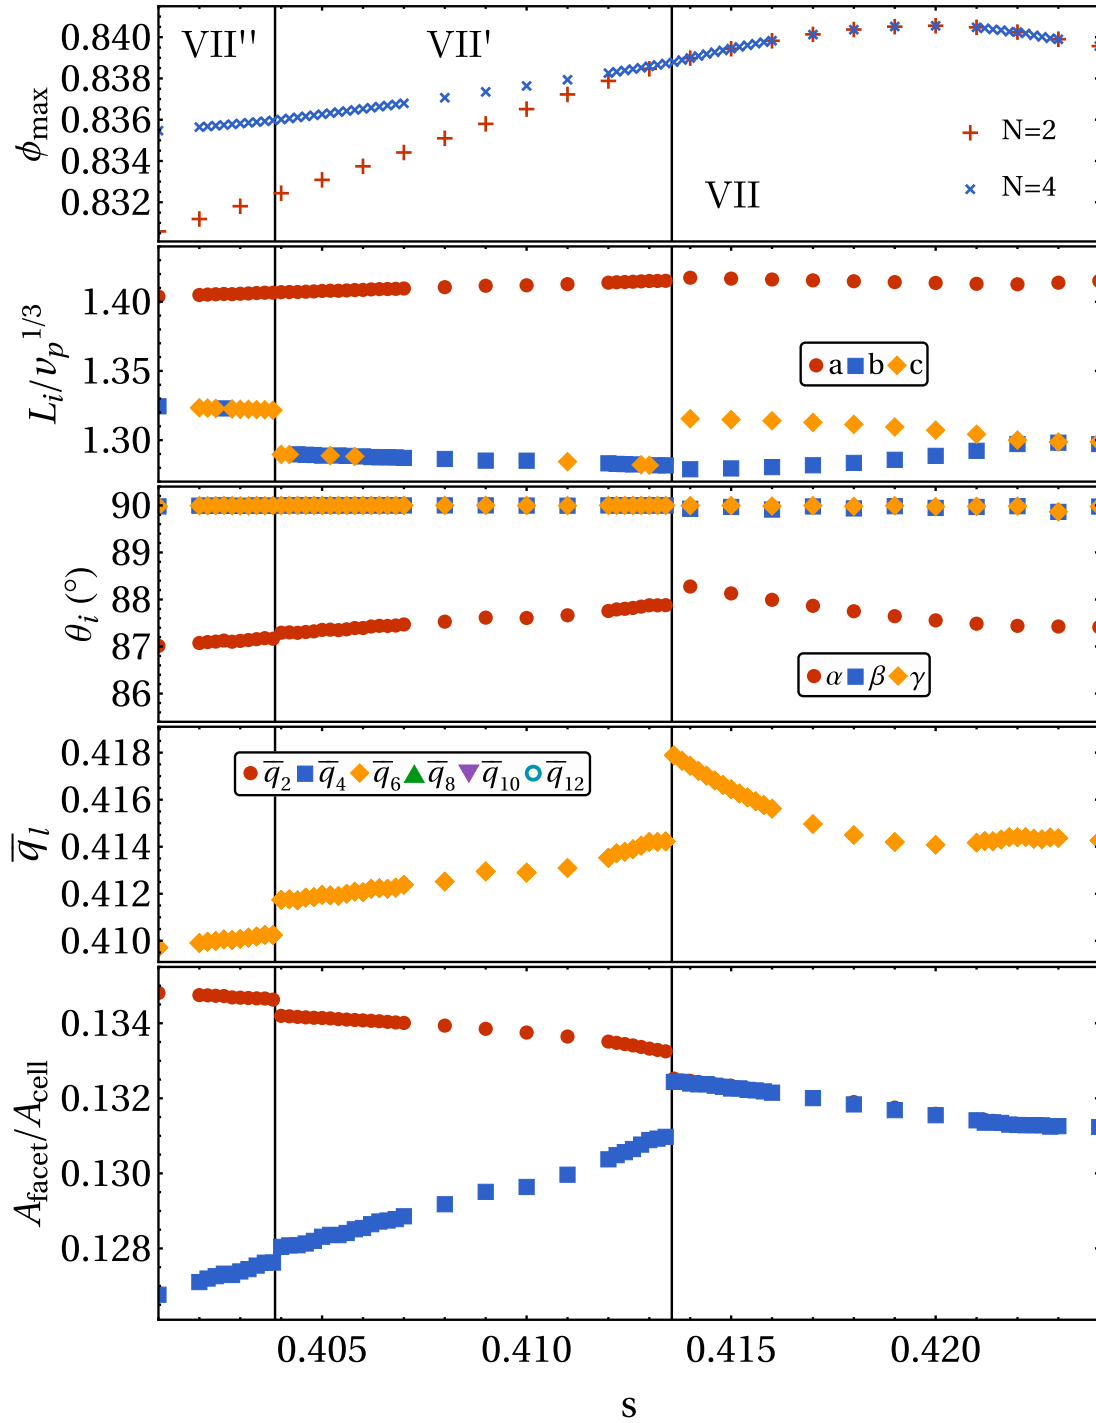 VII'' VII' VII
ϕmax
0.840
0.838
0.836
0.834
0.832
N=2
N=4
Li/νp1/3
1.40
1.35
1.30
a b c
θi (°)
90
89
88
87
86
α β γ
q̅l
0.418
0.416
0.414
0.412
0.410
q̅2 q̅4 q̅6 q̅8 q̅10 q̅12
Afacet/Acell
0.134
0.132
0.130
0.128
0.405 0.410 0.415 0.420
s